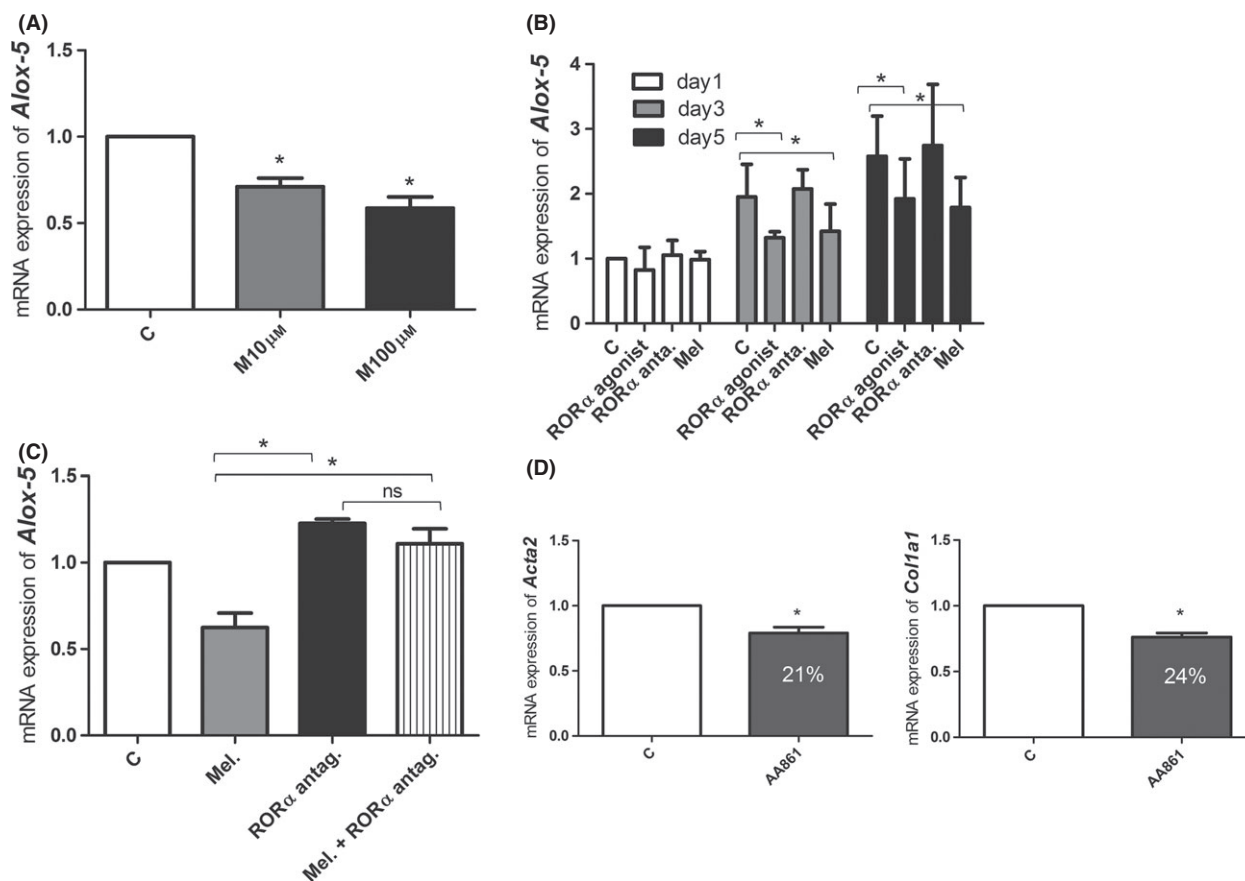 (A)
mRNA expression of Alox-5
1.5
1.0
0.5
0.0
*
*
C
M10 μM
M100 μM
(B)
mRNA expression of Alox-5
4
3
2
1
0
day1
day3
day5
*
*
*
*
C
RORα agonist
RORα anta.
Mel
C
RORα agonist
RORα anta.
Mel
C
RORα agonist
RORα anta.
Mel
(C)
mRNA expression of Alox-5
1.5
1.0
0.5
0.0
*
*
ns
C
Mel.
RORα antag.
Mel. + RORα antag.
(D)
mRNA expression of Acta2
1.5
1.0
0.5
0.0
*
21%
C
AA861
mRNA expression of Col1a1
1.5
1.0
0.5
0.0
*
24%
C
AA861